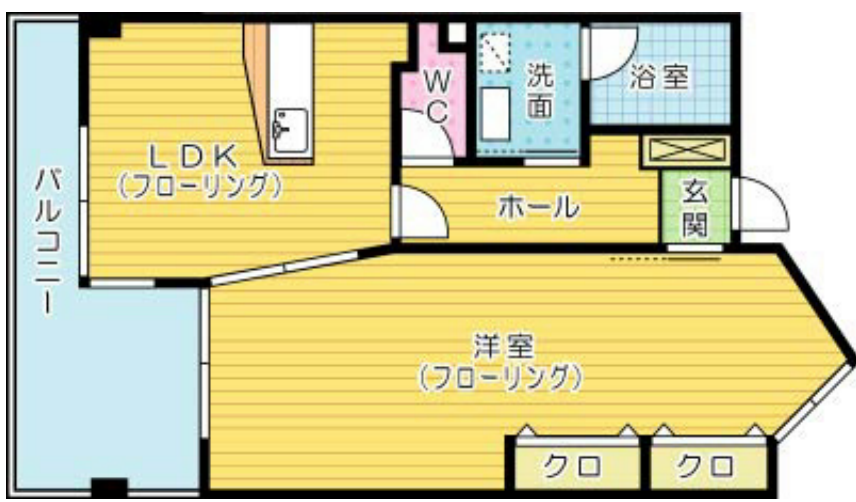 バルコニー
LDK
(フローリング)
WC
洗面
浴室
ホール
玄関
洋室
(フローリング)
クロ
クロ